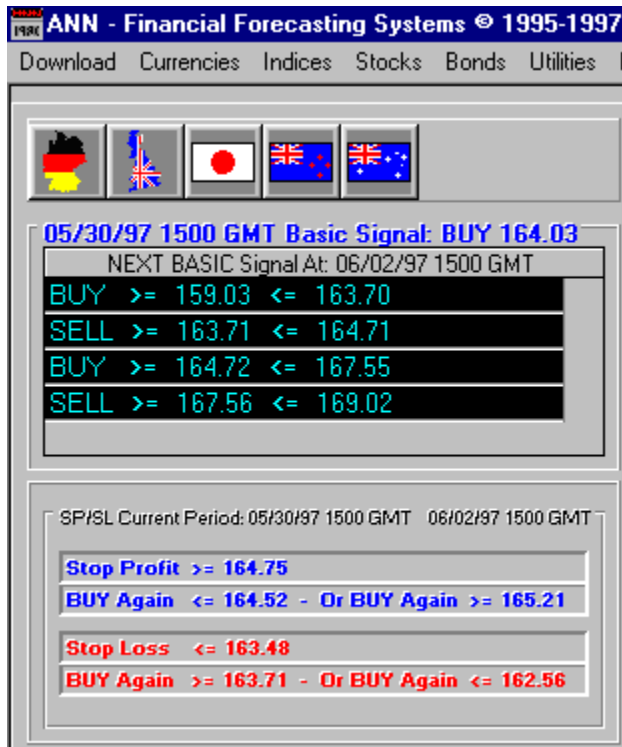 ANN - Financial Forecasting Systems © 1995-1997
Download Currencies Indices Stocks Bonds Utilities
05/30/97 1500 GMT Basic Signal: BUY 164.03
NEXT BASIC Signal At: 06/02/97 1500 GMT
BUY >= 159.03 <= 163.70
SELL >= 163.71 <= 164.71
BUY >= 164.72 <= 167.55
SELL >= 167.56 <= 169.02
SP/SL Current Period: 05/30/97 1500 GMT 06/02/97 1500 GMT
Stop Profit >= 164.75
BUY Again <= 164.52 - Or BUY Again >= 165.21
Stop Loss <= 163.48
BUY Again >= 163.71 - Or BUY Again <= 162.56